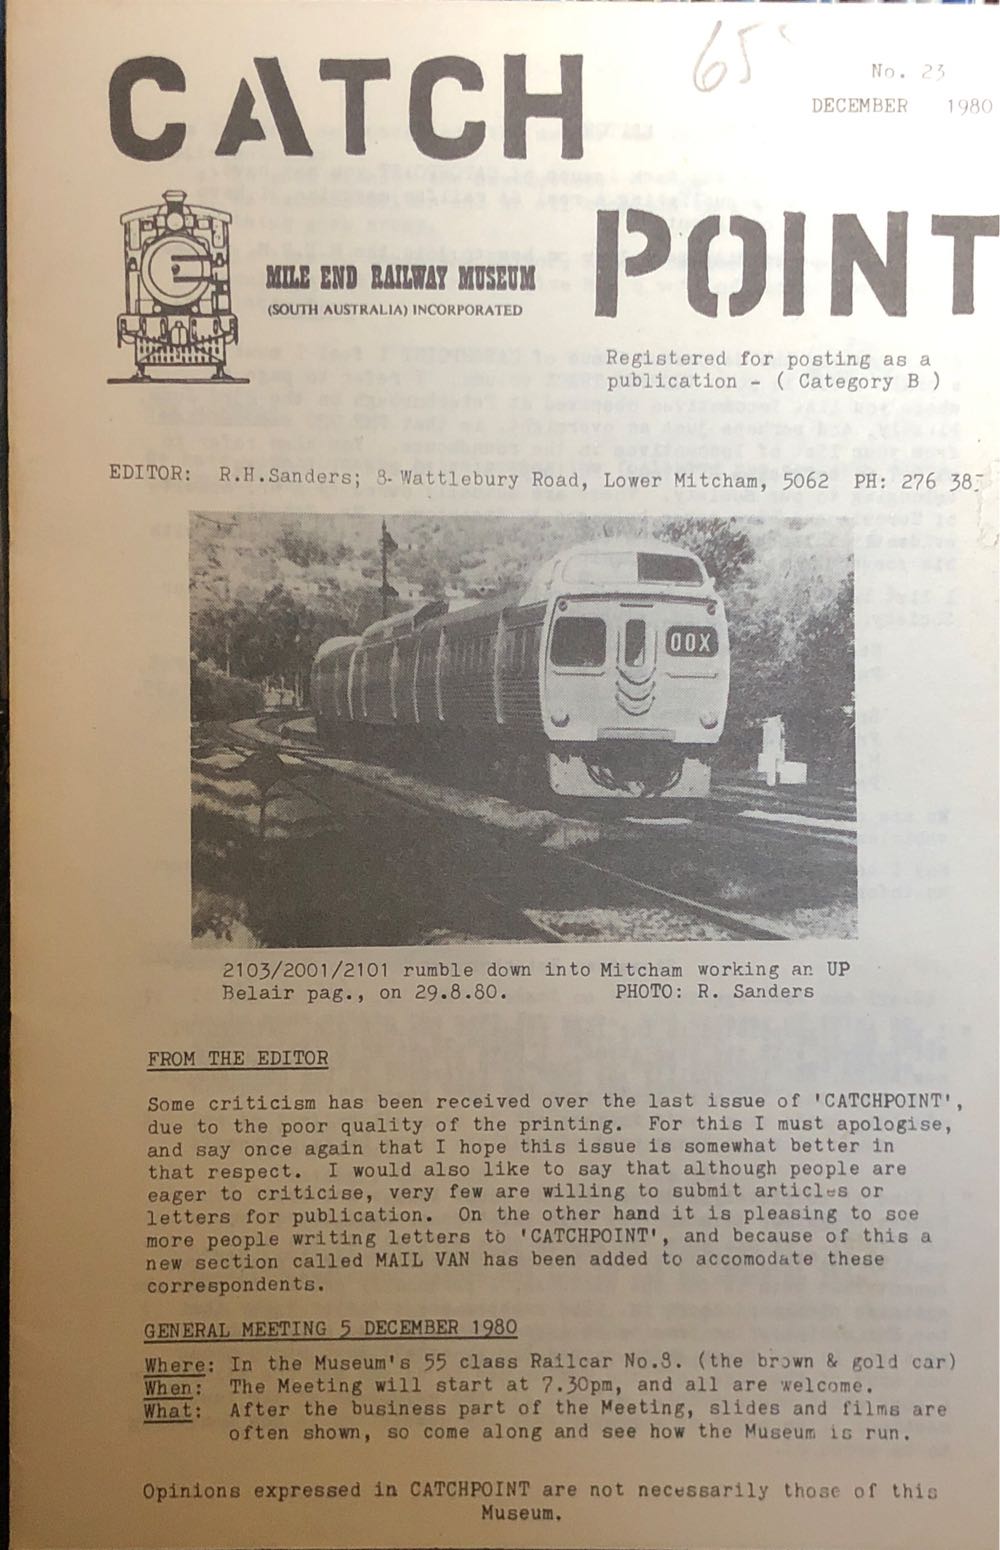 65c
No. 23
DECEMBER 1980
CATCH
POINT
MILE END RAILWAY MUSEUM
(SOUTH AUSTRALIA) INCORPORATED
Registered for posting as a
publication - ( Category B )
EDITOR: R.H.Sanders; 8 Wattlebury Road, Lower Mitcham, 5062 PH: 276 38
OOX
2103/2001/2101 rumble down into Mitcham working an UP
Belair pag., on 29.8.80. PHOTO: R. Sanders
FROM THE EDITOR
Some criticism has been received over the last issue of 'CATCHPOINT',
due to the poor quality of the printing. For this I must apologise,
and say once again that I hope this issue is somewhat better in
that respect. I would also like to say that although people are
eager to criticise, very few are willing to submit articles or
letters for publication. On the other hand it is pleasing to see
more people writing letters to 'CATCHPOINT', and because of this a
new section called MAIL VAN has been added to accomodate these
correspondents.
GENERAL MEETING 5 DECEMBER 1980
Where: In the Museum's 55 class Railcar No.8. (the brown & gold car)
When: The Meeting will start at 7.30pm, and all are welcome.
What: After the business part of the Meeting, slides and films are
often shown, so come along and see how the Museum is run.
Opinions expressed in CATCHPOINT are not necessarily those of this
Museum.